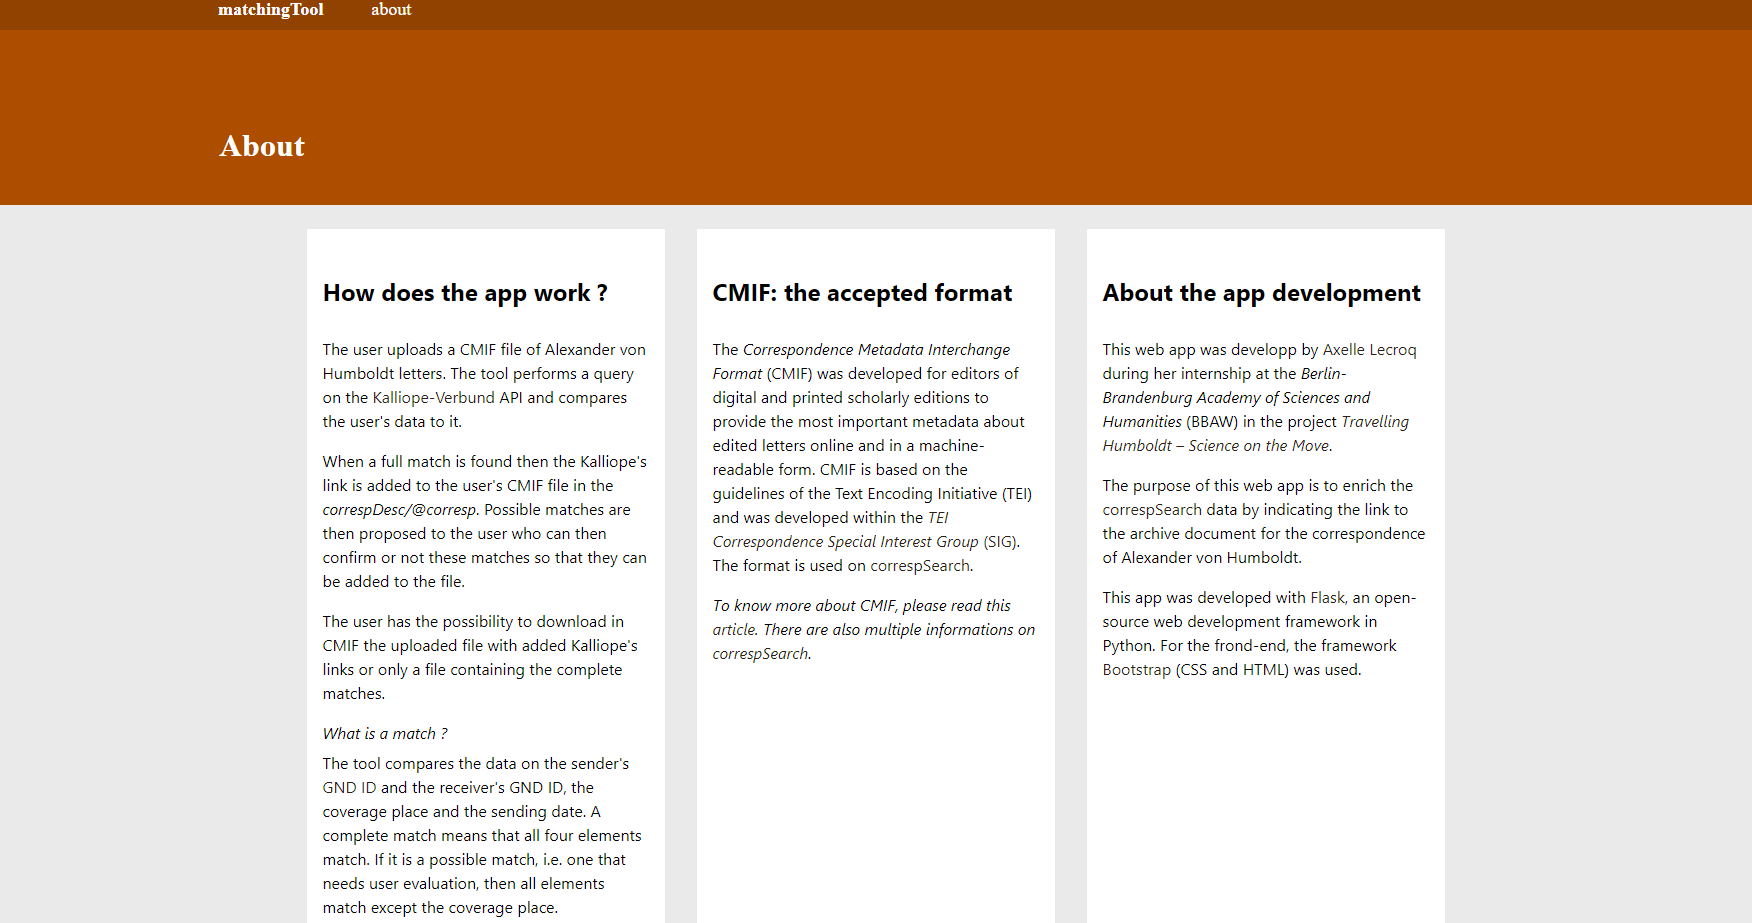 matchingTool about
About
How does the app work ?
The user uploads a CMIF file of Alexander von
Humboldt letters. The tool performs a query
on the Kalliope-Verbund API and compares
the user's data to it.
When a full match is found then the Kalliope's
link is added to the user's CMIF file in the
correspDesc/@corresp. Possible matches are
then proposed to the user who can then
confirm or not these matches so that they can
be added to the file.
The user has the possibility to download in
CMIF the uploaded file with added Kalliope's
links or only a file containing the complete
matches.
What is a match ?
The tool compares the data on the sender's
GND ID and the receiver's GND ID, the
coverage place and the sending date. A
complete match means that all four elements
match. If it is a possible match, i.e. one that
needs user evaluation, then all elements
match except the coverage place.
CMIF: the accepted format
The Correspondence Metadata Interchange
Format (CMIF) was developed for editors of
digital and printed scholarly editions to
provide the most important metadata about
edited letters online and in a machine-
readable form. CMIF is based on the
guidelines of the Text Encoding Initiative (TEI)
and was developed within the TEI
Correspondence Special Interest Group (SIG).
The format is used on correspSearch.
To know more about CMIF, please read this
article. There are also multiple informations on
correspSearch.
About the app development
This web app was developp by Axelle Lecroq
during her internship at the Berlin-
Brandenburg Academy of Sciences and
Humanities (BBAW) in the project Travelling
Humboldt – Science on the Move.
The purpose of this web app is to enrich the
correspSearch data by indicating the link to
the archive document for the correspondence
of Alexander von Humboldt.
This app was developed with Flask, an open-
source web development framework in
Python. For the frond-end, the framework
Bootstrap (CSS and HTML) was used.